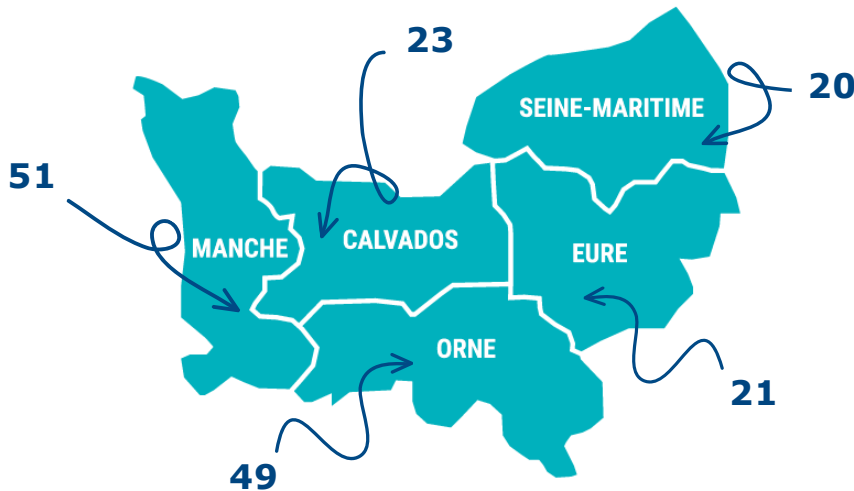 23
SEINE-MARITIME
20
51
MANCHE
CALVADOS
EURE
ORNE
21
49